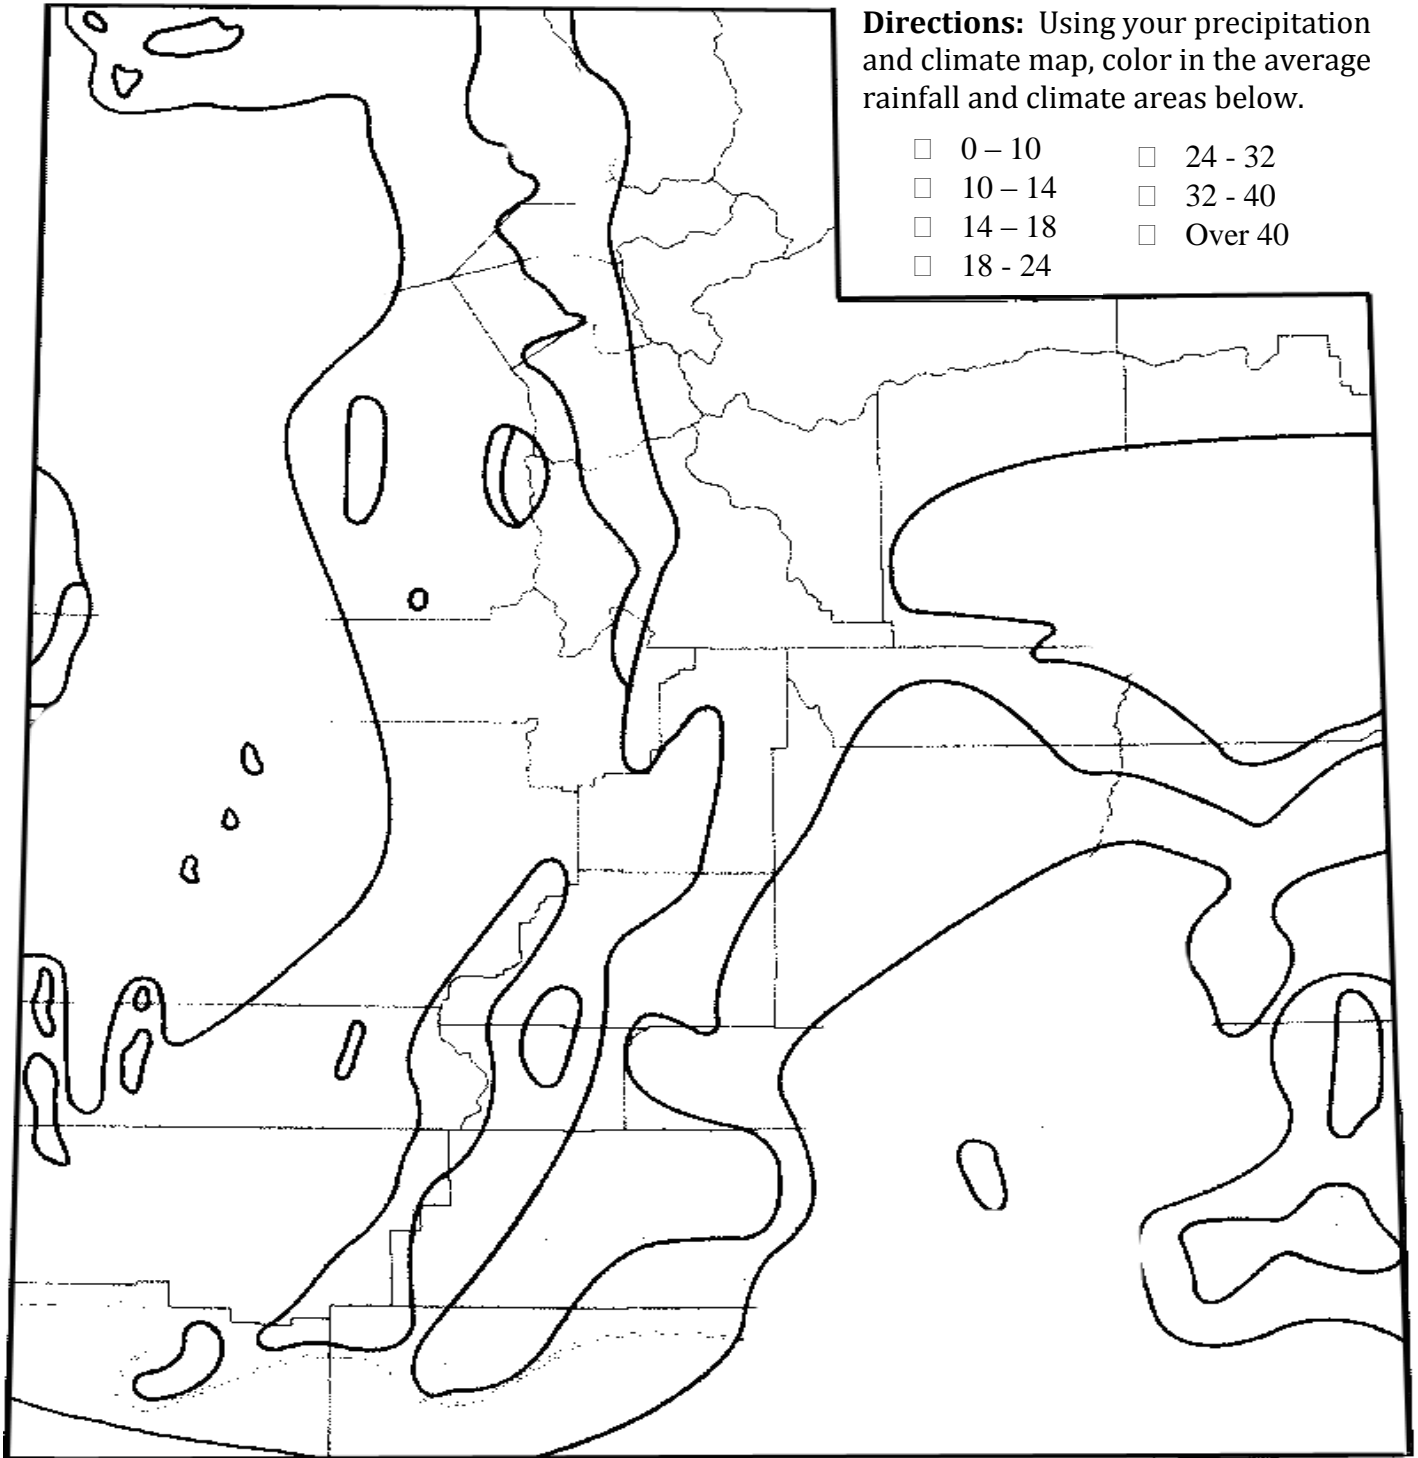 Directions: Using your precipitation
and climate map, color in the average
rainfall and climate areas below.
□ 0 – 10
□ 10 – 14
□ 14 – 18
□ 18 - 24
□ 24 - 32
□ 32 - 40
□ Over 40